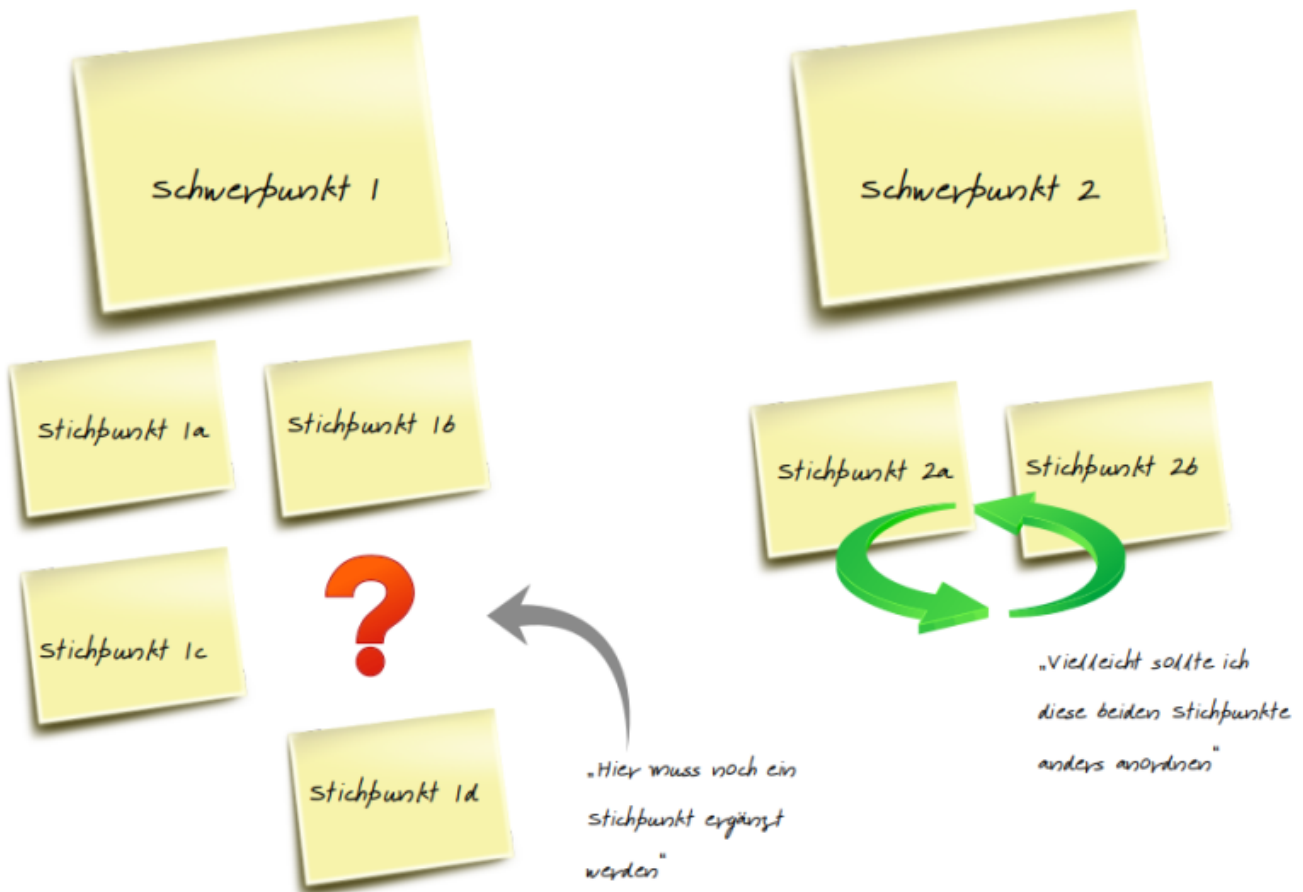 Schwerpunkt 1
Schwerpunkt 2
Stichpunkt 1a
Stichpunkt 1b
Stichpunkt 2a
Stichpunkt 2b
Stichpunkt 1c
?
Stichpunkt 1d
„Hier muss noch ein
Stichpunkt ergänzt
werden“
„Vielleicht sollte ich
diese beiden Stichpunkte
anders anordnen“